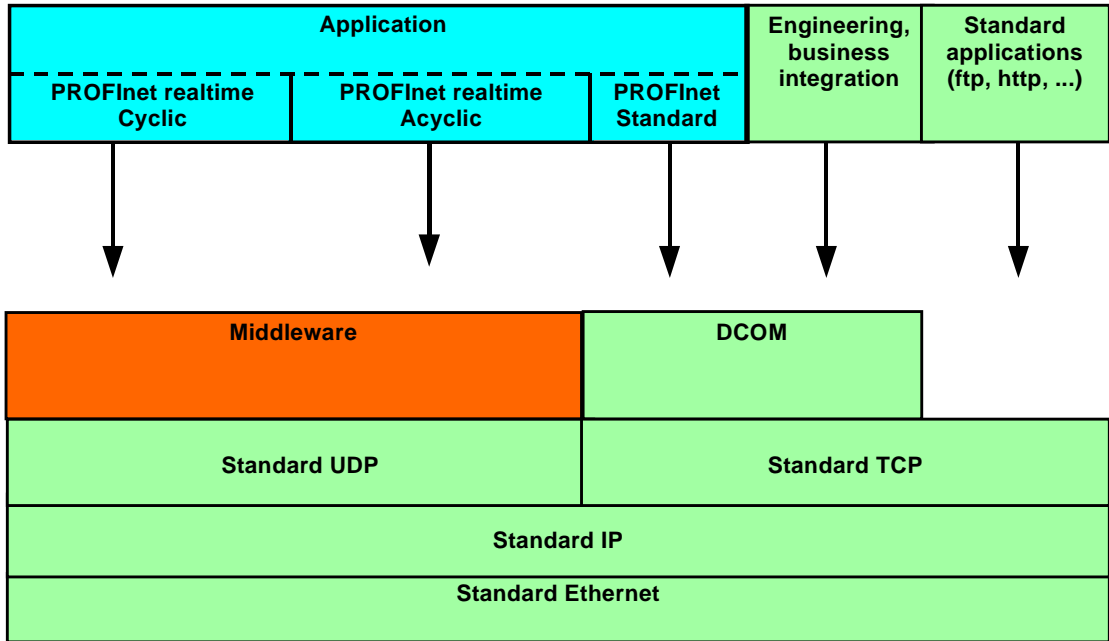 Application
Engineering,
business
integration
Standard
applications
(ftp, http, ...)
PROFInet realtime
Cyclic
PROFInet realtime
Acyclic
PROFInet
Standard
Middleware
DCOM
Standard UDP
Standard TCP
Standard IP
Standard Ethernet